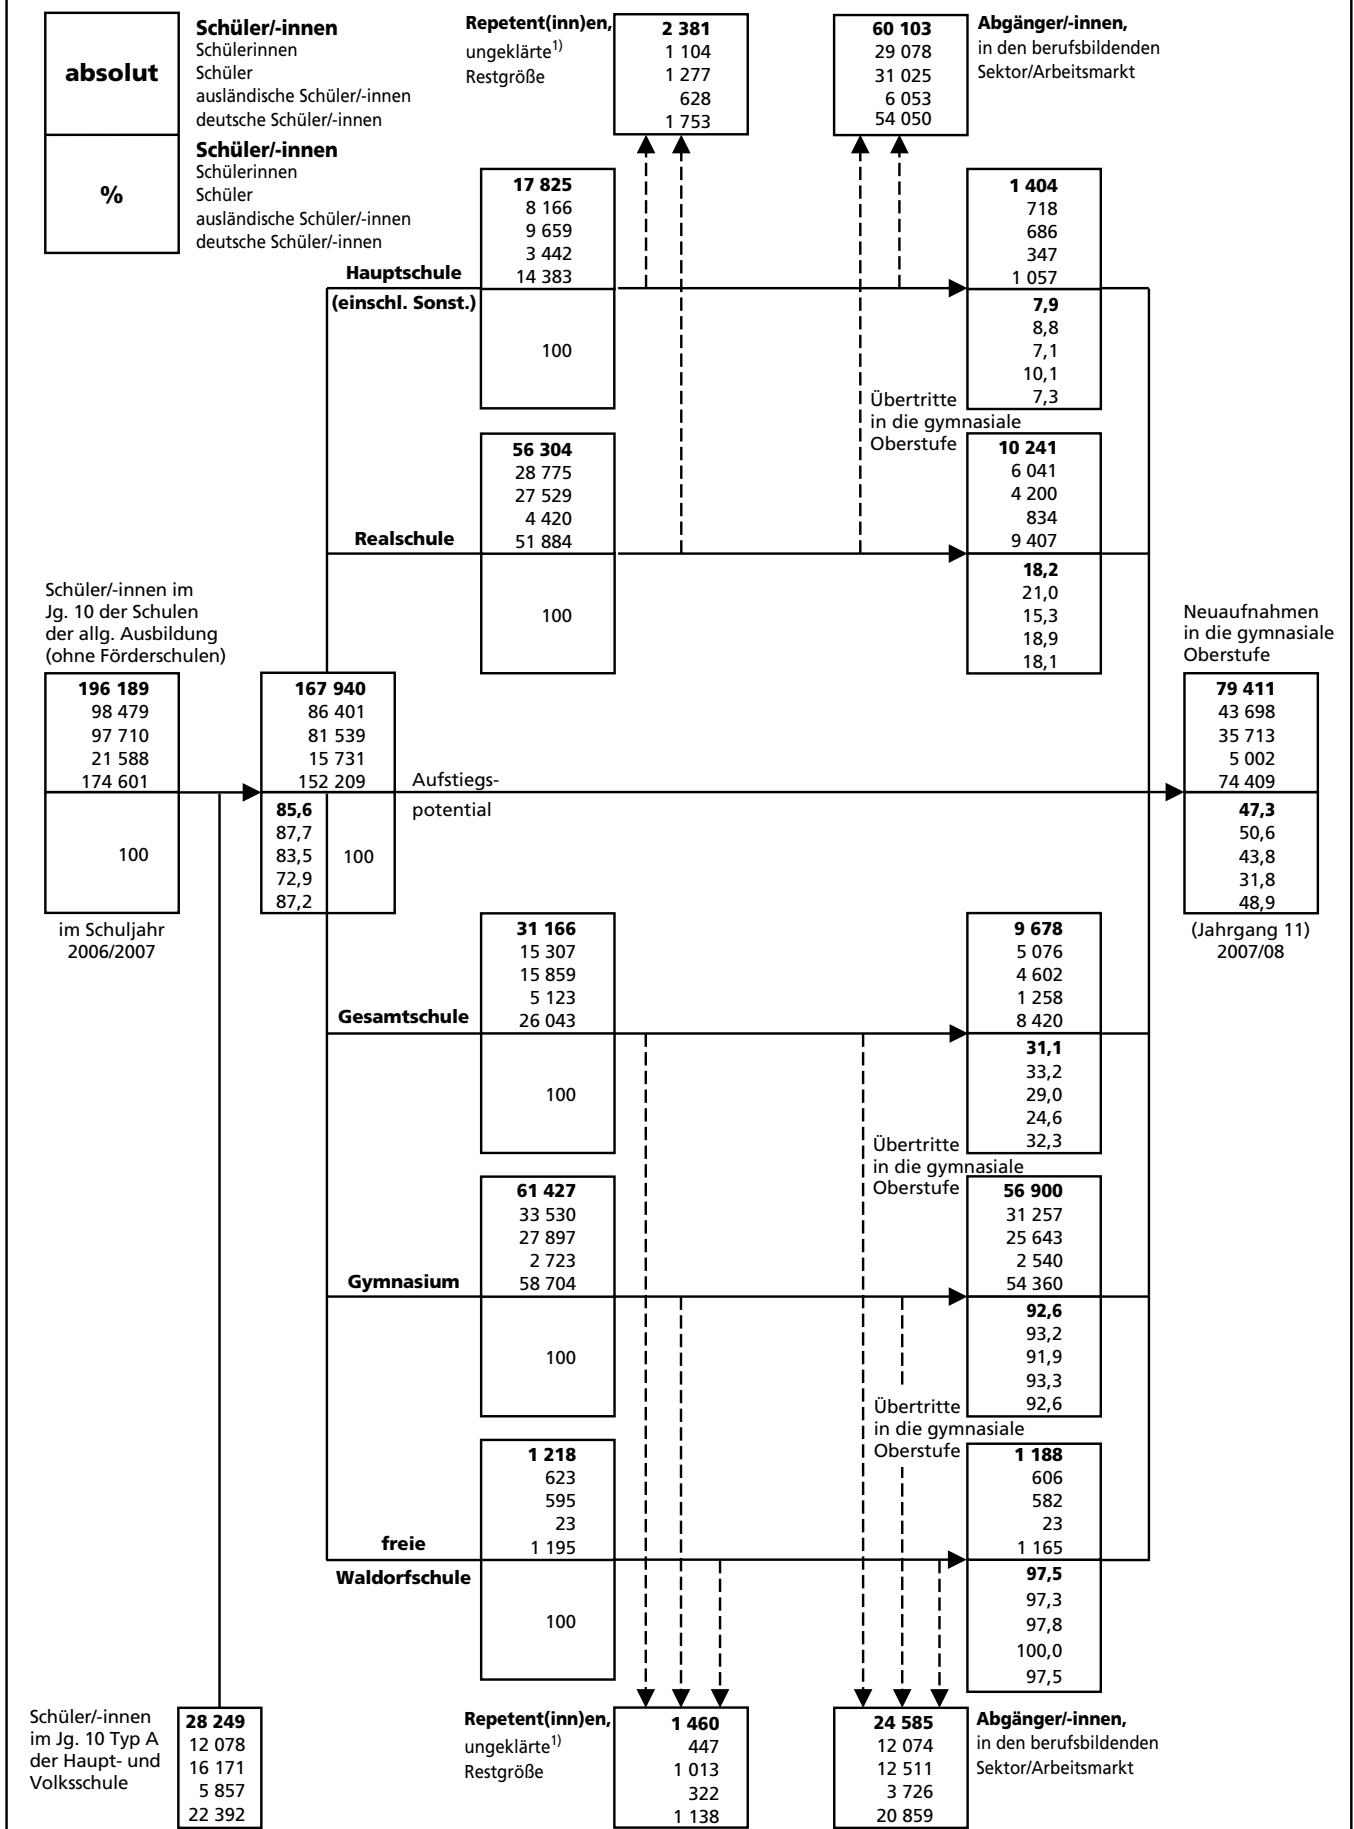 absolut
Schüler/-innen
Schülerinnen
Schüler
ausländische Schüler/-innen
deutsche Schüler/-innen
%
Schüler/-innen
Schülerinnen
Schüler
ausländische Schüler/-innen
deutsche Schüler/-innen
Repetent(inn)en,
ungeklärte1)
Restgröße
2 381
1 104
1 277
628
1 753
60 103
29 078
31 025
6 053
54 050
Abgänger/-innen,
in den berufsbildenden
Sektor/Arbeitsmarkt
Hauptschule
(einschl. Sonst.)
17 825
8 166
9 659
3 442
14 383
100
1 404
718
686
347
1 057
7,9
8,8
7,1
10,1
7,3
Übertritte
in die gymnasiale
Oberstufe
Realschule
56 304
28 775
27 529
4 420
51 884
100
10 241
6 041
4 200
834
9 407
18,2
21,0
15,3
18,9
18,1
Schüler/-innen im
Jg. 10 der Schulen
der allg. Ausbildung
(ohne Förderschulen)
196 189
98 479
97 710
21 588
174 601
100
im Schuljahr
2006/2007
167 940
86 401
81 539
15 731
152 209
85,6
87,7
83,5
72,9
87,2
100
Aufstiegs-
potential
Neuaufnahmen
in die gymnasiale
Oberstufe
79 411
43 698
35 713
5 002
74 409
47,3
50,6
43,8
31,8
48,9
(Jahrgang 11)
2007/08
Gesamtschule
31 166
15 307
15 859
5 123
26 043
100
9 678
5 076
4 602
1 258
8 420
31,1
33,2
29,0
24,6
32,3
Übertritte
in die gymnasiale
Oberstufe
Gymnasium
61 427
33 530
27 897
2 723
58 704
100
56 900
31 257
25 643
2 540
54 360
92,6
93,2
91,9
93,3
92,6
Übertritte
in die gymnasiale
Oberstufe
freie
Waldorfschule
1 218
623
595
23
1 195
100
1 188
606
582
23
1 165
97,5
97,3
97,8
100,0
97,5
Schüler/-innen
im Jg. 10 Typ A
der Haupt- und
Volksschule
28 249
12 078
16 171
5 857
22 392
Repetent(inn)en,
ungeklärte1)
Restgröße
1 460
447
1 013
322
1 138
24 585
12 074
12 511
3 726
20 859
Abgänger/-innen,
in den berufsbildenden
Sektor/Arbeitsmarkt